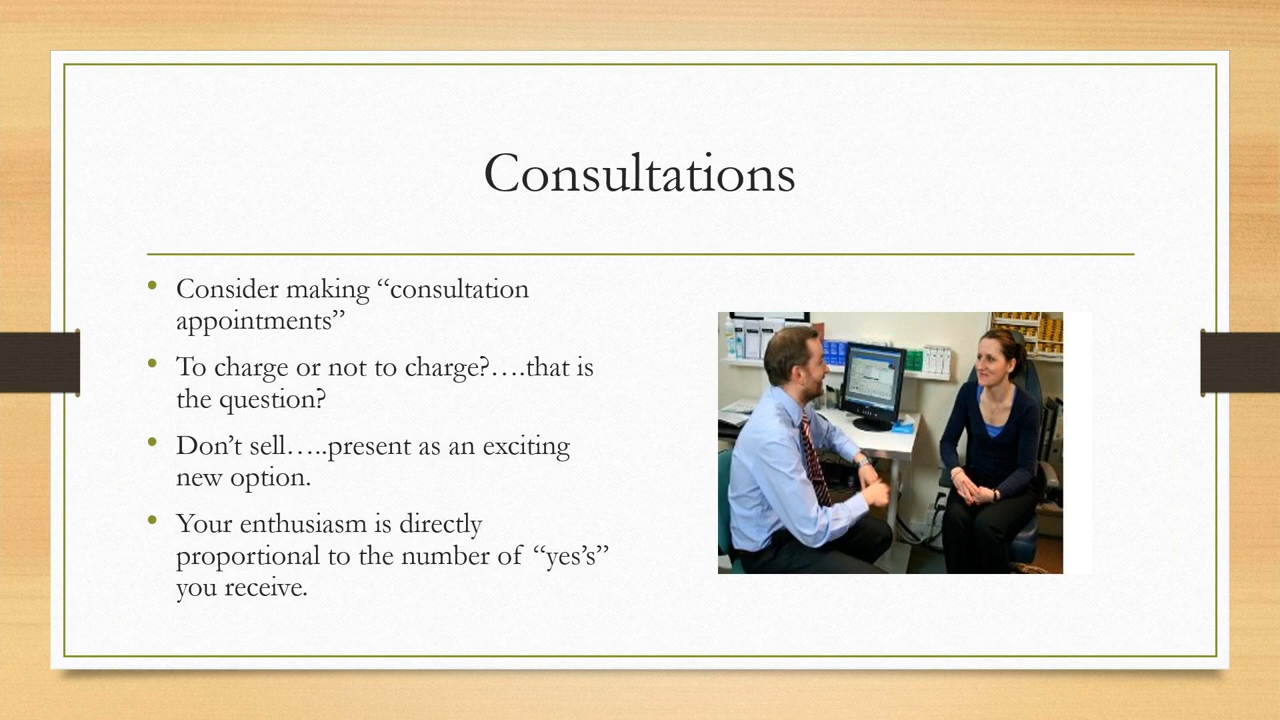 Consultations
• Consider making “consultation
appointments”
• To charge or not to charge?….that is
the question?
• Don’t sell…..present as an exciting
new option.
• Your enthusiasm is directly
proportional to the number of “yes’s”
you receive.